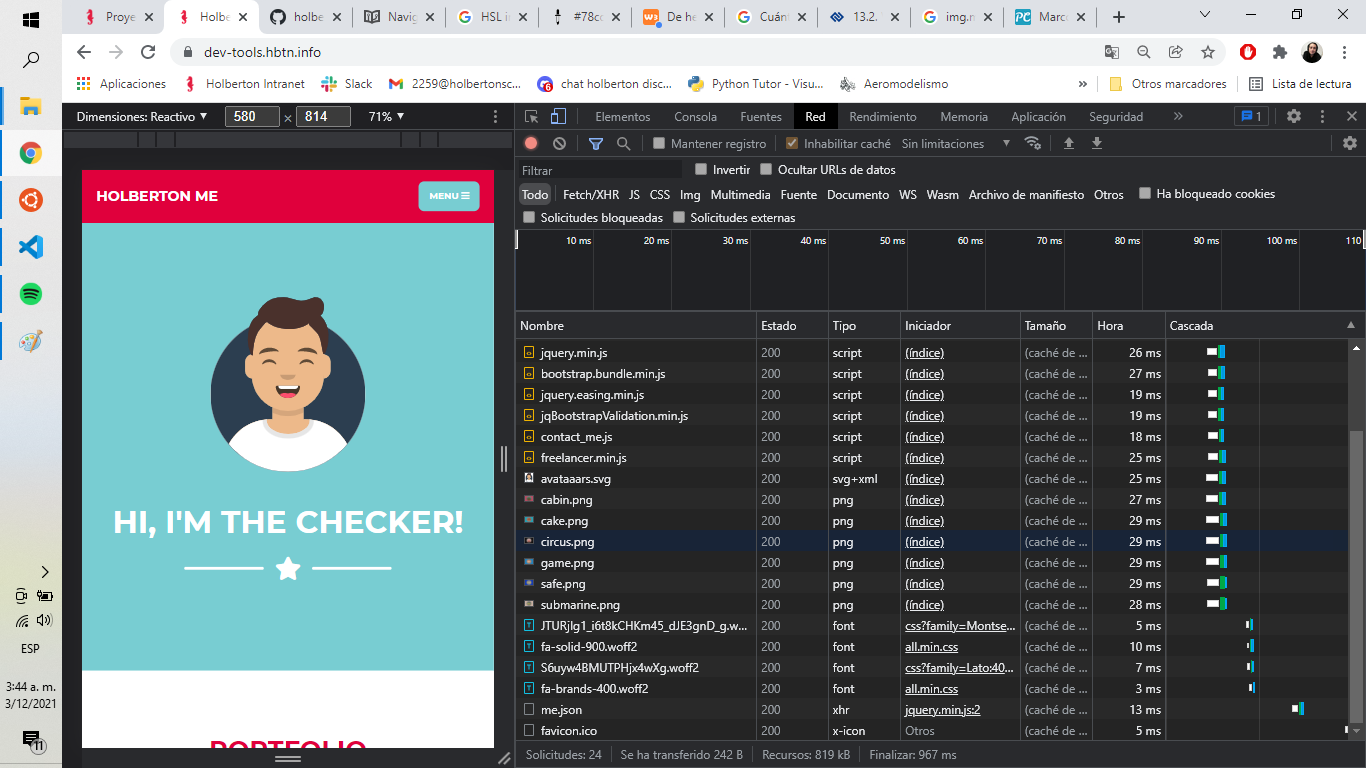 Proye
Holbe
holbe
Navig
HSL i
#78cc
De he
Cuánt
13.2.
img.n
Marco
dev-tools.hbtn.info
Aplicaciones
Holberton Intranet
Slack
2259@holbertonsc...
chat holberton disc...
Python Tutor - Visu...
Aeromodelismo
»
Otros marcadores
Lista de lectura
Dimensiones: Reactivo
580 × 814
71%
Elementos
Consola
Fuentes
Red
Rendimiento
Memoria
Aplicación
Seguridad
»
1
Mantener registro
Inhabilitar caché
Sin limitaciones
Filtrar
Invertir
Ocultar URLs de datos
Todo
Fetch/XHR JS CSS Img Multimedia Fuente Documento WS Wasm Archivo de manifiesto Otros
Ha bloqueado cookies
Solicitudes bloqueadas
Solicitudes externas
10 ms 20 ms 30 ms 40 ms 50 ms 60 ms 70 ms 80 ms 90 ms 100 ms 110
Nombre Estado Tipo Iniciador Tamaño Hora Cascada
jquery.min.js 200 script (índice) (caché de ... 26 ms
bootstrap.bundle.min.js 200 script (índice) (caché de ... 27 ms
jquery.easing.min.js 200 script (índice) (caché de ... 19 ms
jqBootstrapValidation.min.js 200 script (índice) (caché de ... 19 ms
contact_me.js 200 script (índice) (caché de ... 18 ms
freelancer.min.js 200 script (índice) (caché de ... 25 ms
avataaars.svg 200 svg+xml (índice) (caché de ... 25 ms
cabin.png 200 png (índice) (caché de ... 27 ms
cake.png 200 png (índice) (caché de ... 29 ms
circus.png 200 png (índice) (caché de ... 29 ms
game.png 200 png (índice) (caché de ... 29 ms
safe.png 200 png (índice) (caché de ... 29 ms
submarine.png 200 png (índice) (caché de ... 28 ms
JTURjIg1_i6t8kCHKm45_dJE3gnD_g.w... 200 font css?family=Montse... (caché de ... 5 ms
fa-solid-900.woff2 200 font all.min.css (caché de ... 10 ms
S6uyw4BMUTPHjx4wXg.woff2 200 font css?family=Lato:40... (caché de ... 7 ms
fa-brands-400.woff2 200 font all.min.css (caché de ... 3 ms
me.json 200 xhr jquery.min.js:2 (caché de ... 13 ms
favicon.ico 200 x-icon Otros (caché de ... 5 ms
Solicitudes: 24
Se ha transferido 242 B
Recursos: 819 kB
Finalizar: 967 ms
HOLBERTON ME
MENU
HI, I'M THE CHECKER!
PORTFOLIO
ESP
3:44 a. m.
3/12/2021
11